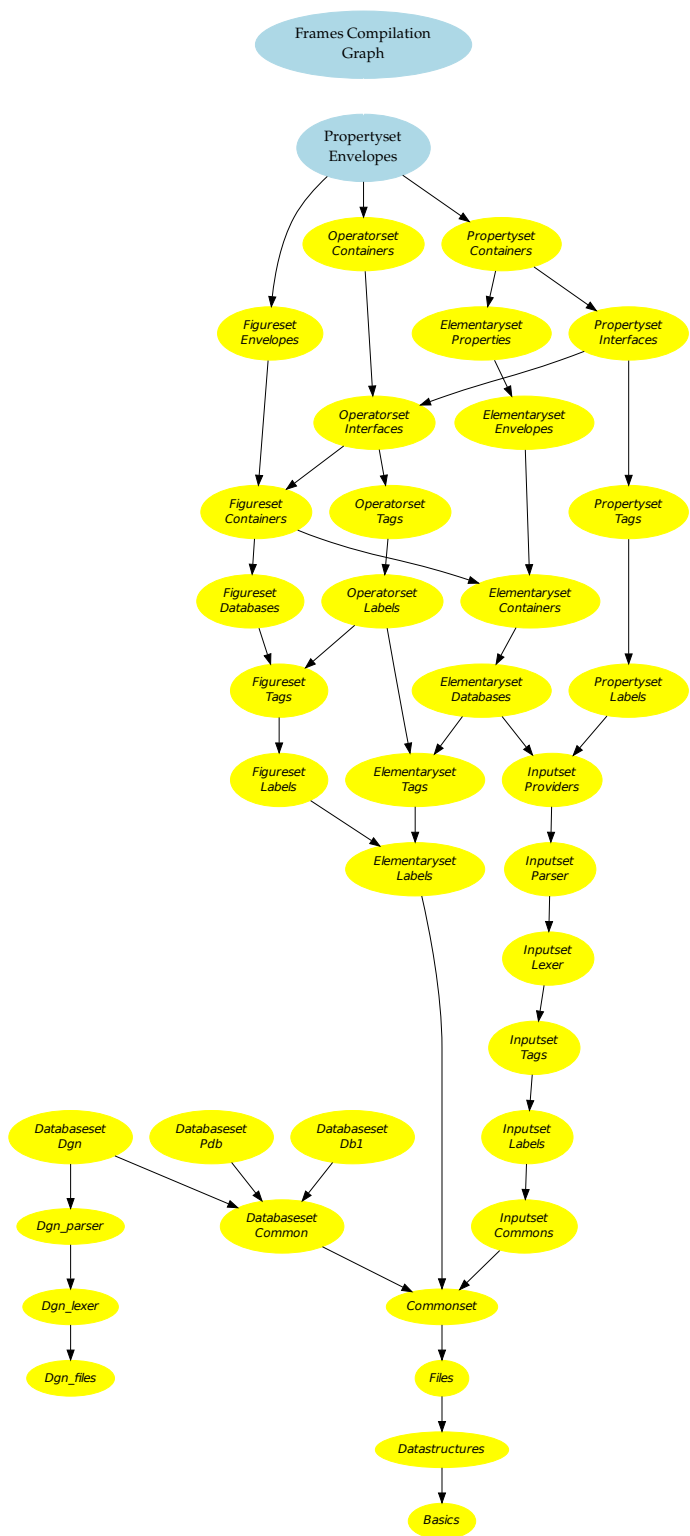 Frames Compilation
Graph
Propertyset
Envelopes
Operatorset
Containers
Propertyset
Containers
Figureset
Envelopes
Elementaryset
Properties
Propertyset
Interfaces
Operatorset
Interfaces
Elementaryset
Envelopes
Figureset
Containers
Operatorset
Tags
Propertyset
Tags
Figureset
Databases
Operatorset
Labels
Elementaryset
Containers
Figureset
Tags
Elementaryset
Databases
Propertyset
Labels
Figureset
Labels
Elementaryset
Tags
Inputset
Providers
Elementaryset
Labels
Inputset
Parser
Inputset
Lexer
Inputset
Tags
Databaseset
Dgn
Databaseset
Pdb
Databaseset
Db1
Inputset
Labels
Dgn_parser
Databaseset
Common
Inputset
Commons
Dgn_lexer
Commonset
Dgn_files
Files
Datastructures
Basics